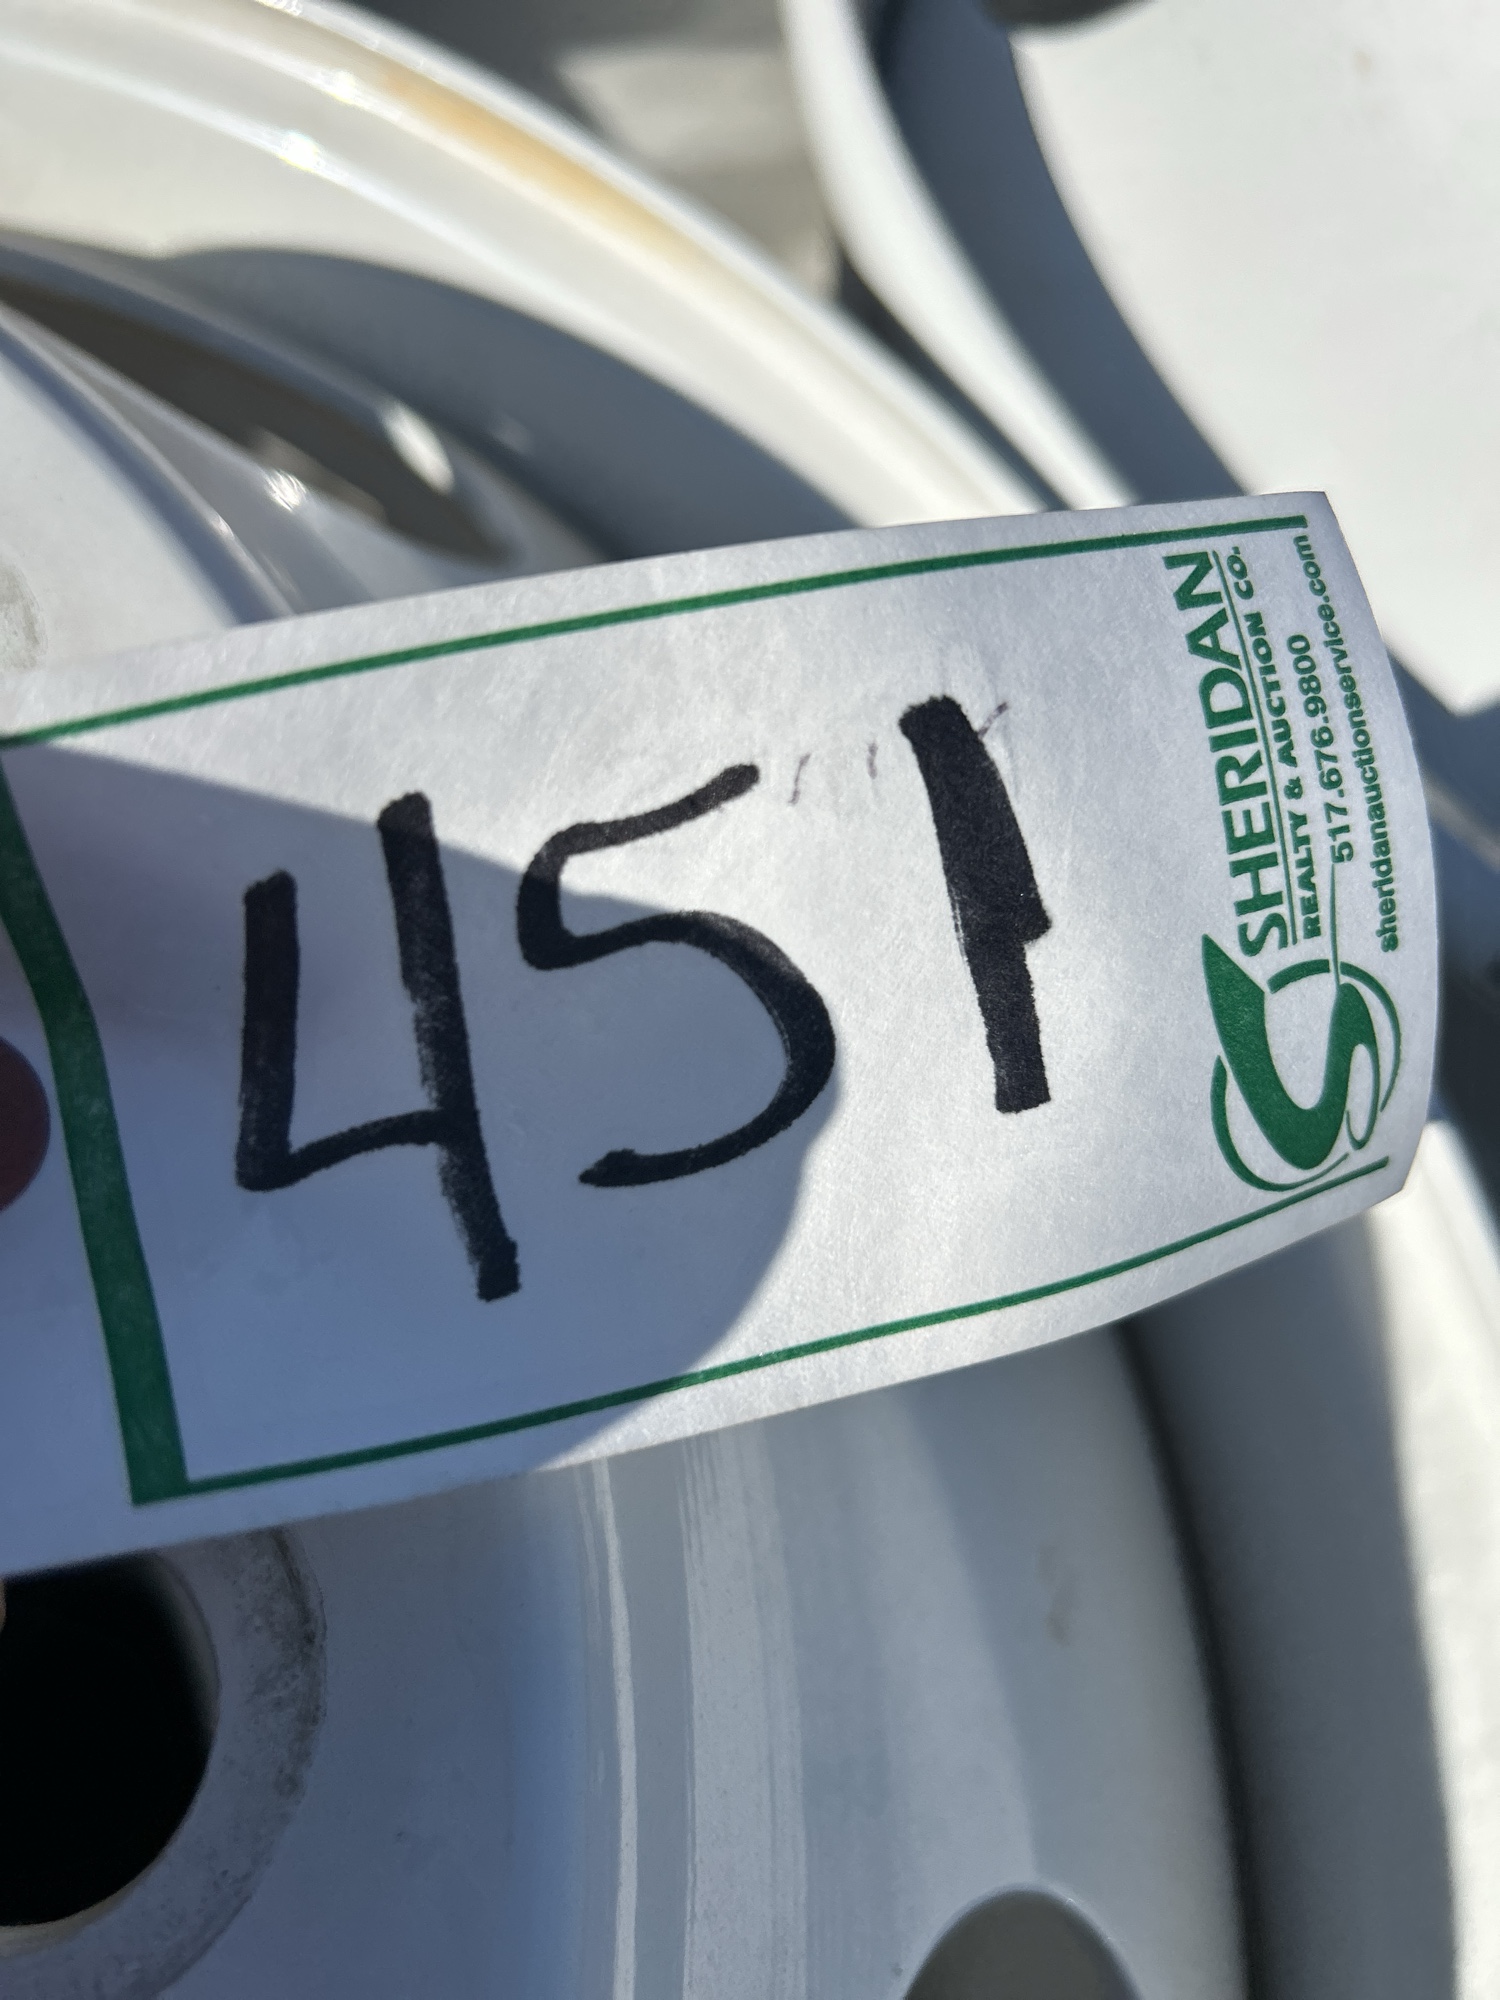 451
SHERIDAN
REALTY & AUCTION CO.
517.676.9800
sheridanauctionservice.com